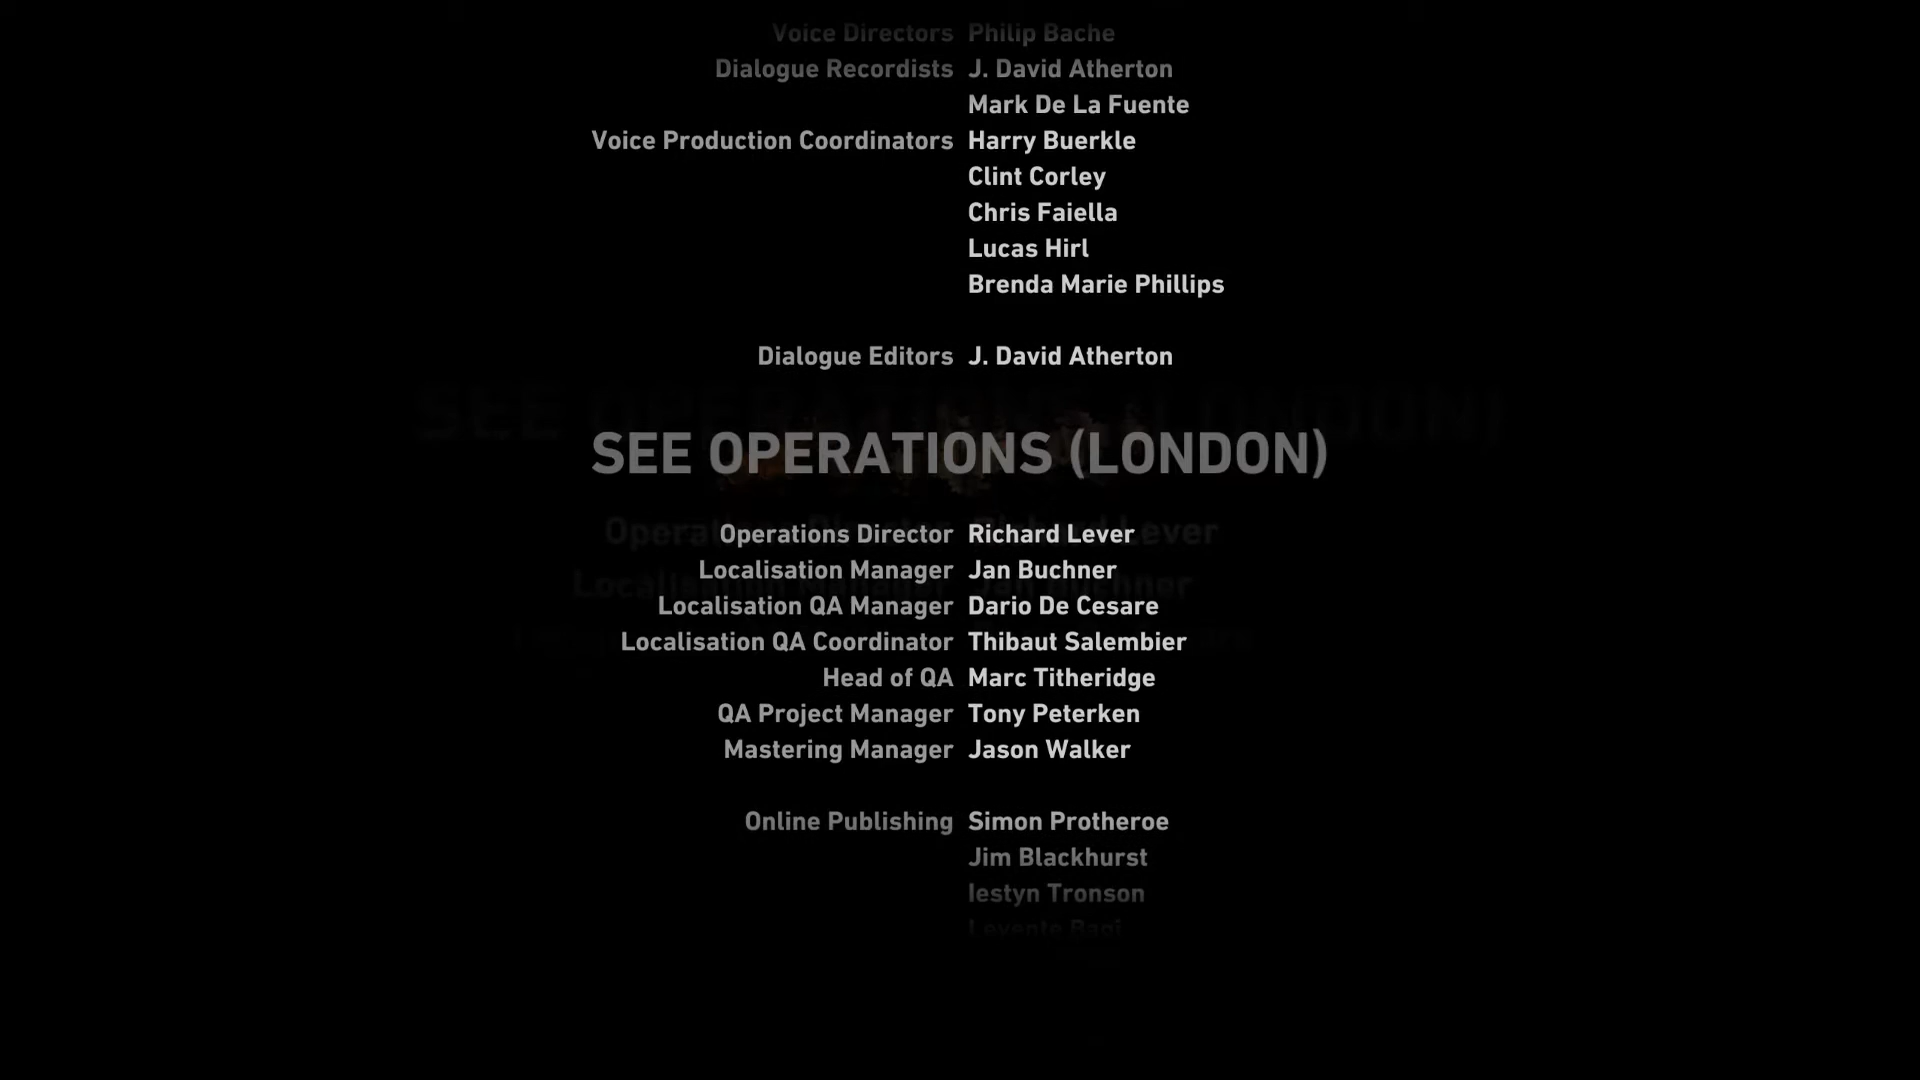 Voice Directors Philip Bache
Dialogue Recordists J. David Atherton
Mark De La Fuente
Voice Production Coordinators Harry Buerkle
Clint Corley
Chris Faiella
Lucas Hirl
Brenda Marie Phillips
Dialogue Editors J. David Atherton
SEE OPERATIONS (LONDON)
Operations Director Richard Lever
Localisation Manager Jan Buchner
Localisation QA Manager Dario De Cesare
Localisation QA Coordinator Thibaut Salembier
Head of QA Marc Titheridge
QA Project Manager Tony Peterken
Mastering Manager Jason Walker
Online Publishing Simon Protheroe
Jim Blackhurst
Iestyn Tronson
Levente Bagi